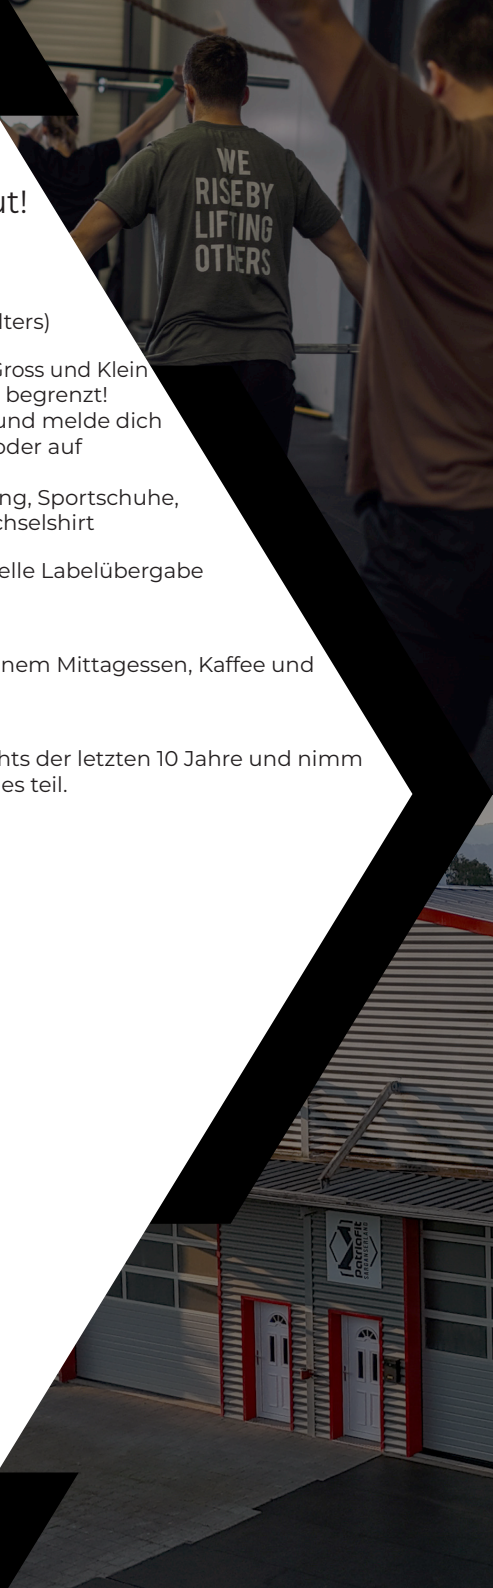 WE
RISE BY
LIFTING
OTHERS
ut!
lters)
Gross und Klein
begrenzt!
und melde dich
oder auf
ng, Sportschuhe,
chselshirt
elle Labelübergabe
nem Mittagessen, Kaffee und
hts der letzten 10 Jahre und nimm
es teil.
PatriaFit
SARGANSERLAND